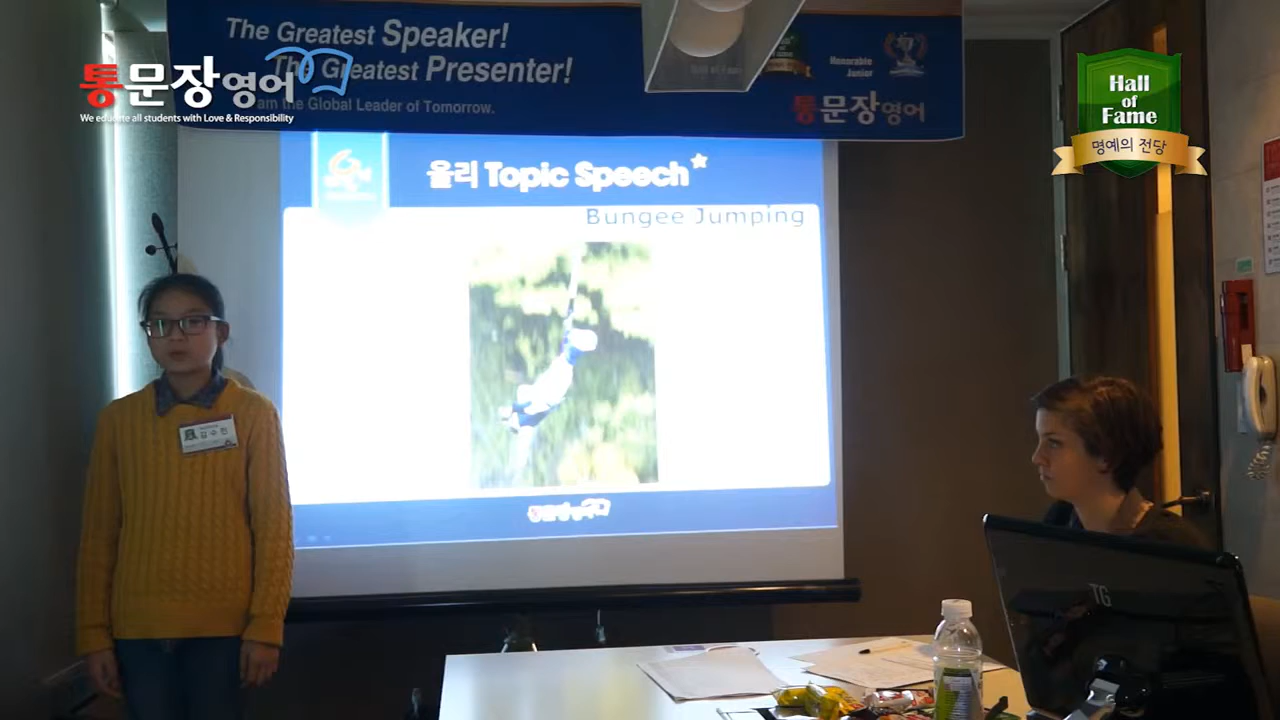 The Greatest Speaker!
The Greatest Presenter!
am the Global Leader of Tomorrow.
통문장영어
We educate all students with Love & Responsibility
Honorable
Junior
통문장영어
Hall
of
Fame
명예의 전당
올리 Topic Speech
Bungee Jumping
TG